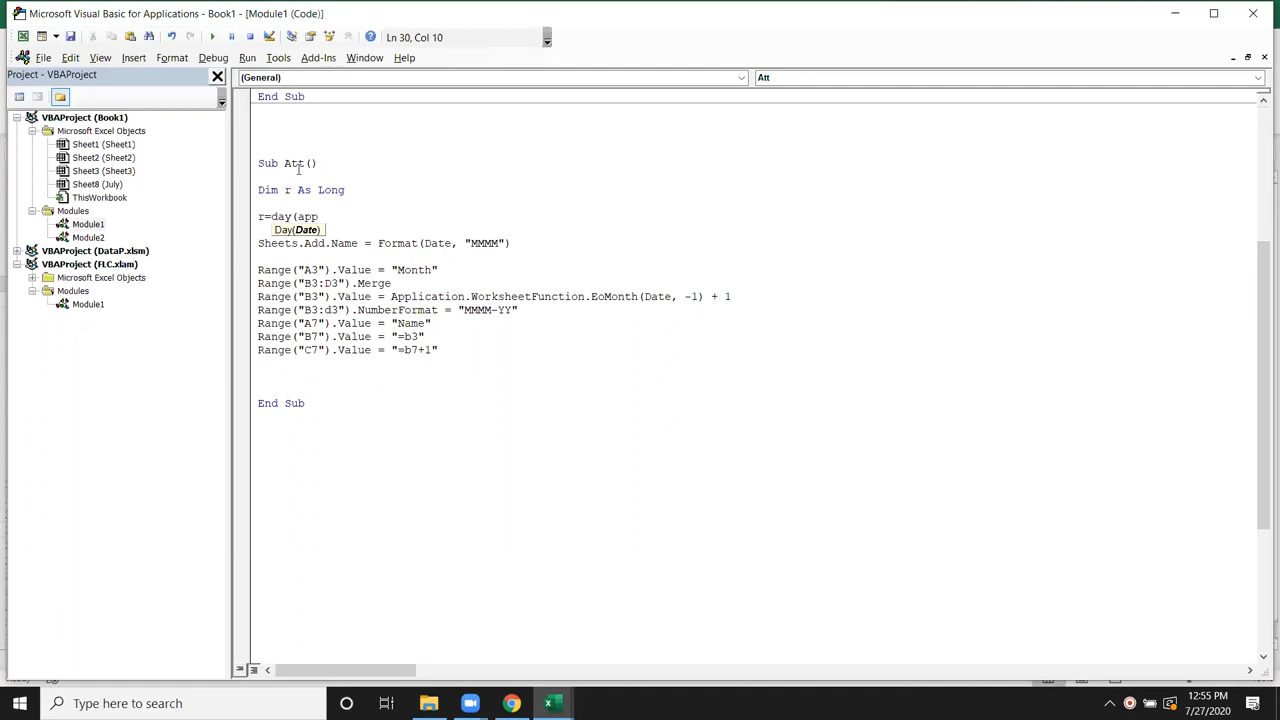 Microsoft Visual Basic for Applications - Book1 - [Module1 (Code)]
Ln 30, Col 10
File Edit View Insert Format Debug Run Tools Add-Ins Window Help
Project - VBAProject
(General)
Att
VBAProject (Book1)
Microsoft Excel Objects
Sheet1 (Sheet1)
Sheet2 (Sheet2)
Sheet3 (Sheet3)
Sheet8 (July)
ThisWorkbook
Modules
Module1
Module2
VBAProject (DataP.xlsm)
VBAProject (FLC.xlam)
Microsoft Excel Objects
Modules
Module1
End Sub
Sub Att()
Dim r As Long
r=day(app
Day(Date)
Sheets.Add.Name = Format(Date, "MMMM")
Range("A3").Value = "Month"
Range("B3:D3").Merge
Range("B3").Value = Application.WorksheetFunction.EoMonth(Date, -1) + 1
Range("B3:d3").NumberFormat = "MMMM-YY"
Range("A7").Value = "Name"
Range("B7").Value = "=b3"
Range("C7").Value = "=b7+1"
End Sub
Type here to search
12:55 PM
7/27/2020